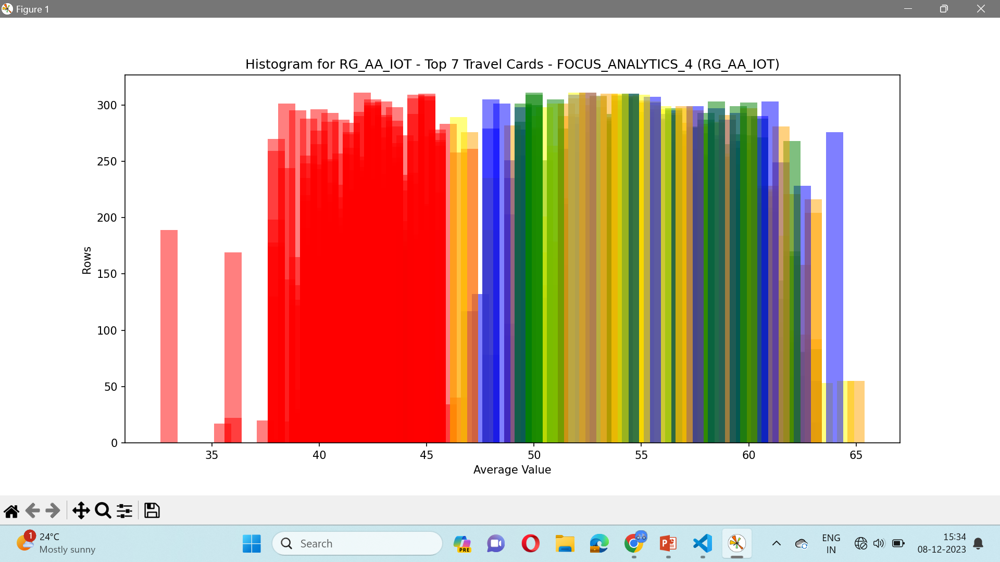 Figure 1
Histogram for RG_AA_IOT - Top 7 Travel Cards - FOCUS_ANALYTICS_4 (RG_AA_IOT)
300
250
200
150
100
50
0
Rows
35 40 45 50 55 60 65
Average Value
1
24°C
Mostly sunny
Search
PRE
ENG
IN
15:34
08-12-2023